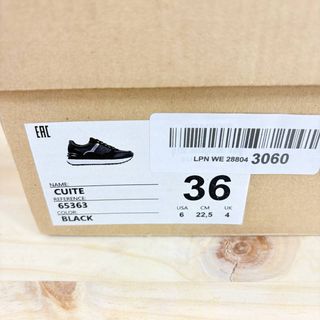 EAC
LPN WE 28804 3060
NAME:
CUITE
REFERENCE:
65363
COLOR:
BLACK
36
USA CM UK
6 22,5 4